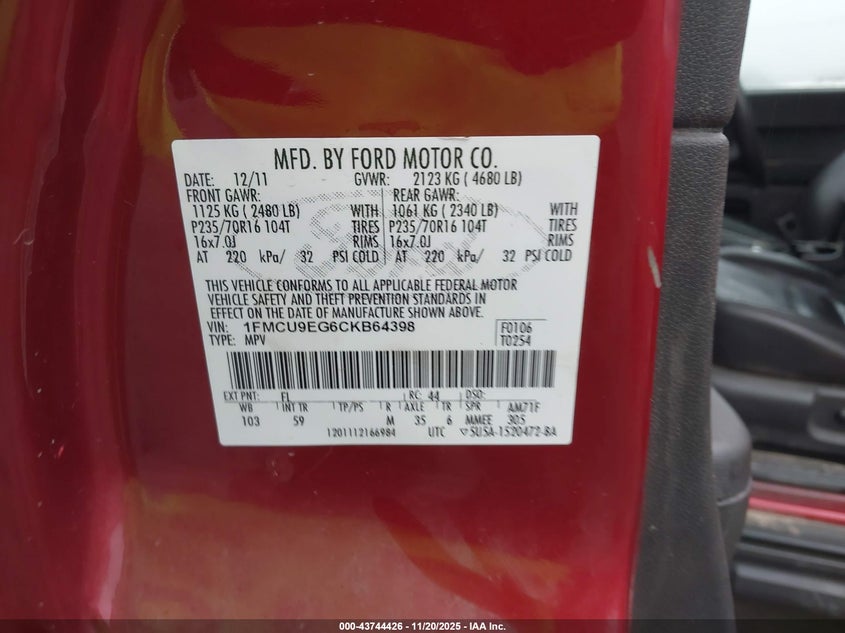 MFD. BY FORD MOTOR CO.
DATE: 12/11 GVWR: 2123 KG ( 4680 LB)
FRONT GAWR: REAR GAWR:
1125 KG ( 2480 LB) WITH 1061 KG ( 2340 LB) WITH
P235/70R16 104T TIRES P235/70R16 104T TIRES
16x7.0J RIMS 16x7.0J RIMS
AT 220 kPa/ 32 PSI COLD AT 220 kPa/ 32 PSI COLD
THIS VEHICLE CONFORMS TO ALL APPLICABLE FEDERAL MOTOR
VEHICLE SAFETY AND THEFT PREVENTION STANDARDS IN
EFFECT ON THE DATE OF MANUFACTURE SHOWN ABOVE.
VIN: 1FMCU9EG6CKB64398 F0106
TYPE: MPV T0254
EXT PNT: FL RC: 44 DSO:
WB INT TR TP/PS R AXLE TR SPR AM71F
103 59 M 35 6 MMEE 305
1201112166984 UTC 5U5A-1520472-BA
000-43744426 - 11/20/2025 - IAA Inc.